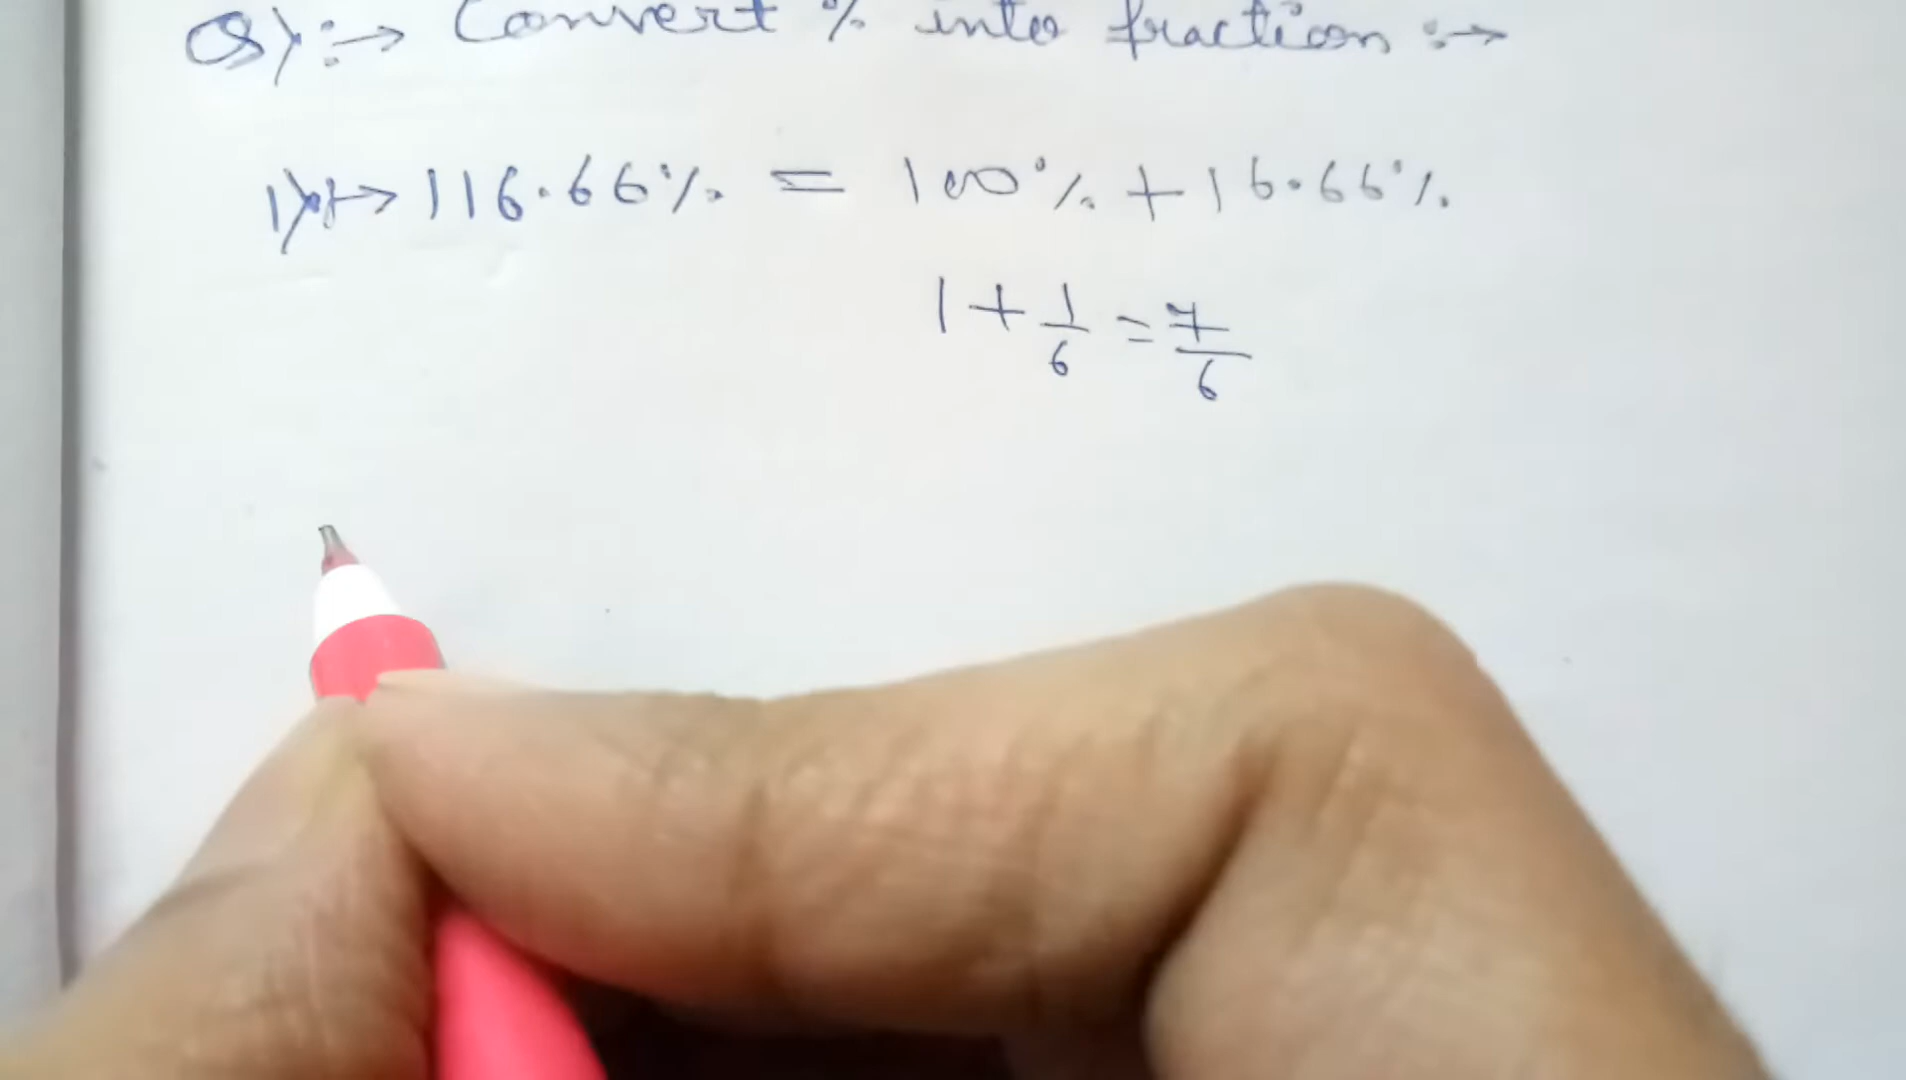 Q):→ Convert % into fraction :→
1)→ 116.66% = 100% + 16.66%
1 + 1/6 = 7/6